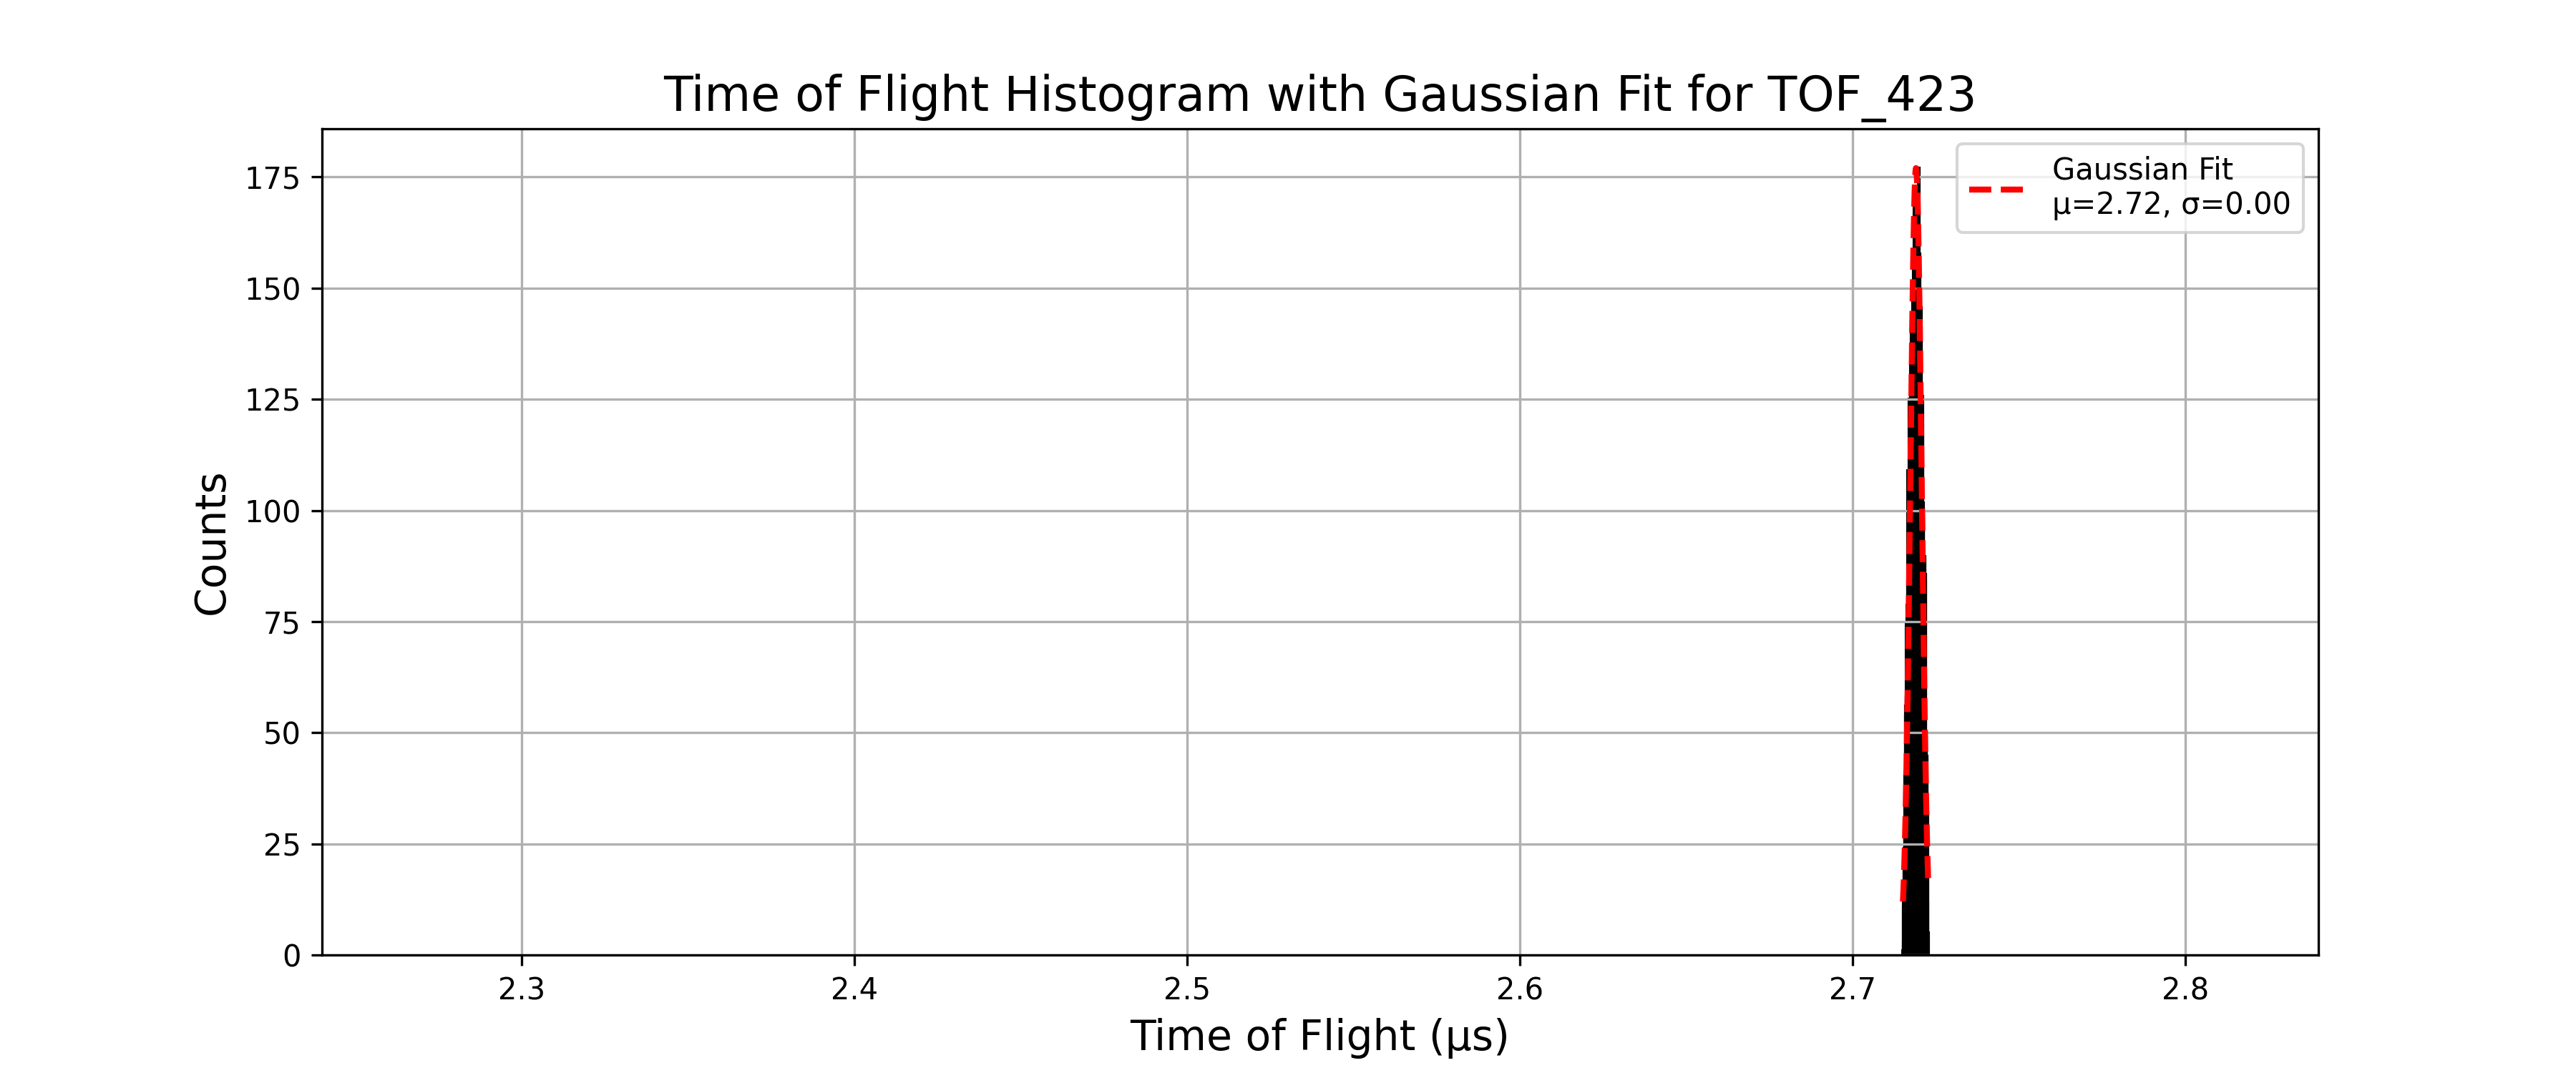 Time of Flight Histogram with Gaussian Fit for TOF_423
Gaussian Fit
μ=2.72, σ=0.00
175
150
125
100
75
50
25
0
Counts
2.3 2.4 2.5 2.6 2.7 2.8
Time of Flight (μs)